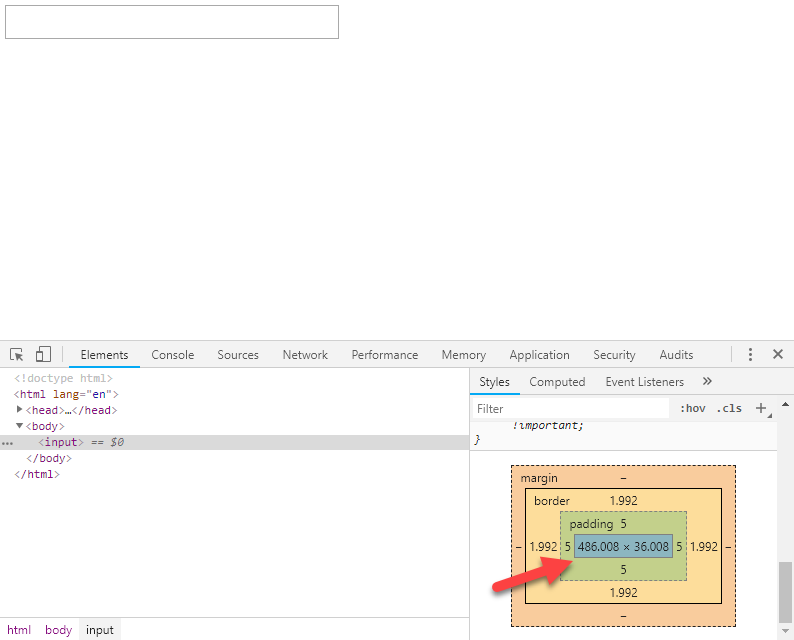 Elements Console Sources Network Performance Memory Application Security Audits
<!doctype html>
<html lang="en">
<head>…</head>
<body>
<input> == $0
</body>
</html>
html body input
Styles Computed Event Listeners »
Filter :hov .cls +
!important;
}
margin –
border 1.992
padding 5
– 1.992 5 486.008 × 36.008 5 1.992 –
5
1.992
–